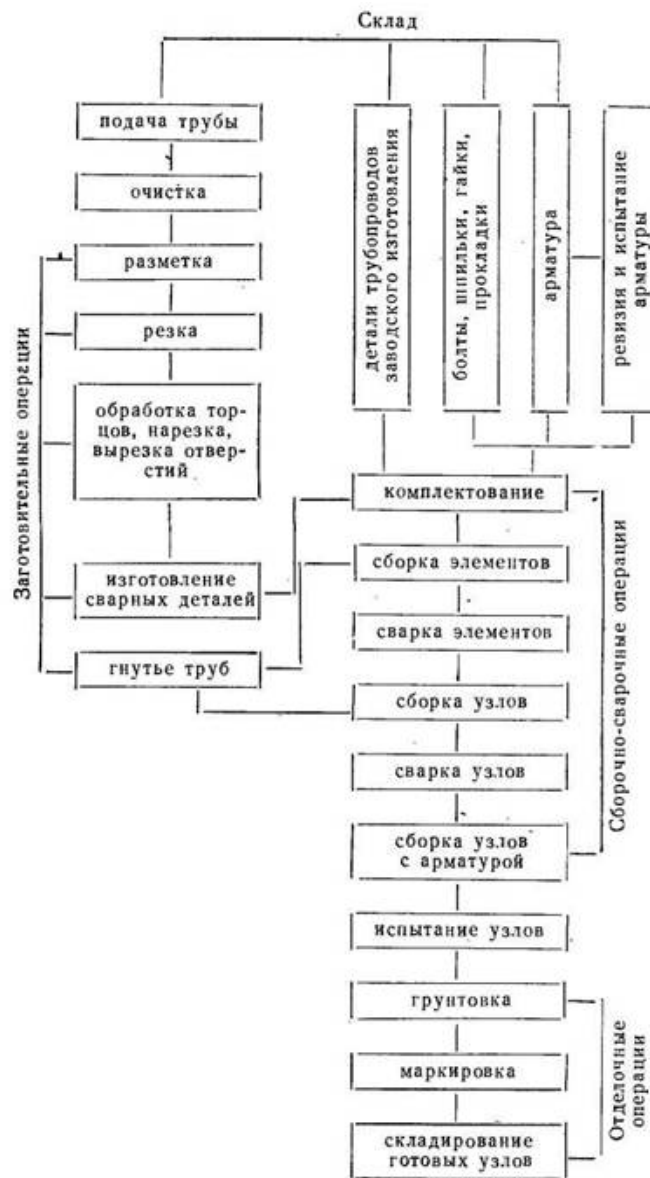 Склад
подача трубы
очистка
разметка
резка
обработка тор-
цов, нарезка,
вырезка отвер-
стий
изготовление
сварных деталей
гнутье труб
Заготовительные операции
детали трубопроводов
заводского изготовления
болты, шпильки, гайки,
прокладки
арматура
ревизия и испытание
арматуры
комплектование
сборка элементов
сварка элементов
сборка узлов
сварка узлов
сборка узлов
с арматурой
Сборочно-сварочные операции
испытание узлов
грунтовка
маркировка
складирование
готовых узлов
Отделочные
операции